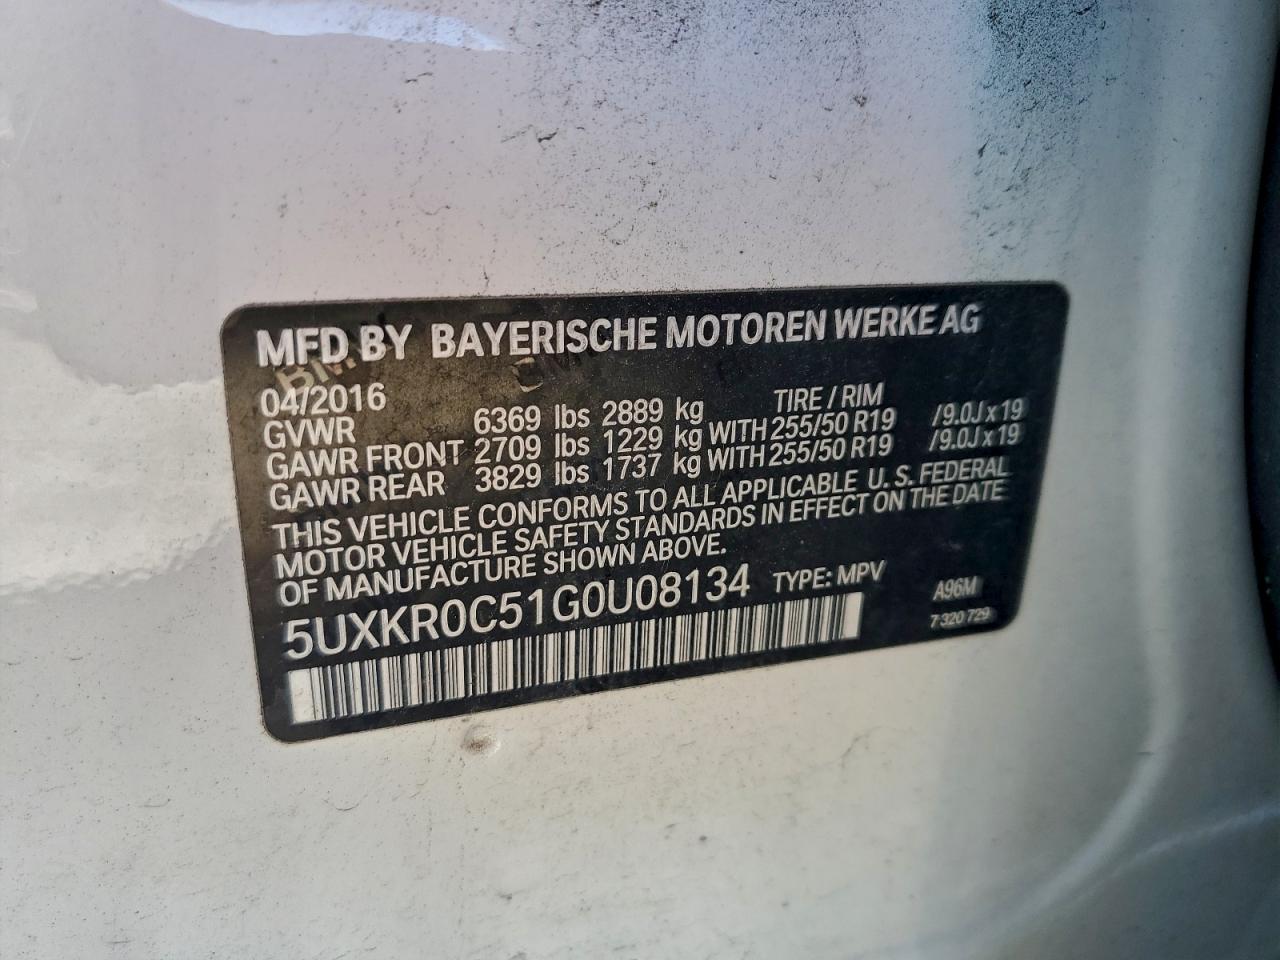 MFD BY BAYERISCHE MOTOREN WERKE AG
04/2016 TIRE / RIM
GVWR 6369 lbs 2889 kg
GAWR FRONT 2709 lbs 1229 kg WITH 255/50 R19 /9.0J x 19
GAWR REAR 3829 lbs 1737 kg WITH 255/50 R19 /9.0J x 19
THIS VEHICLE CONFORMS TO ALL APPLICABLE U.S. FEDERAL
MOTOR VEHICLE SAFETY STANDARDS IN EFFECT ON THE DATE
OF MANUFACTURE SHOWN ABOVE.
5UXKR0C51G0U08134 TYPE: MPV A96M
7 320 729